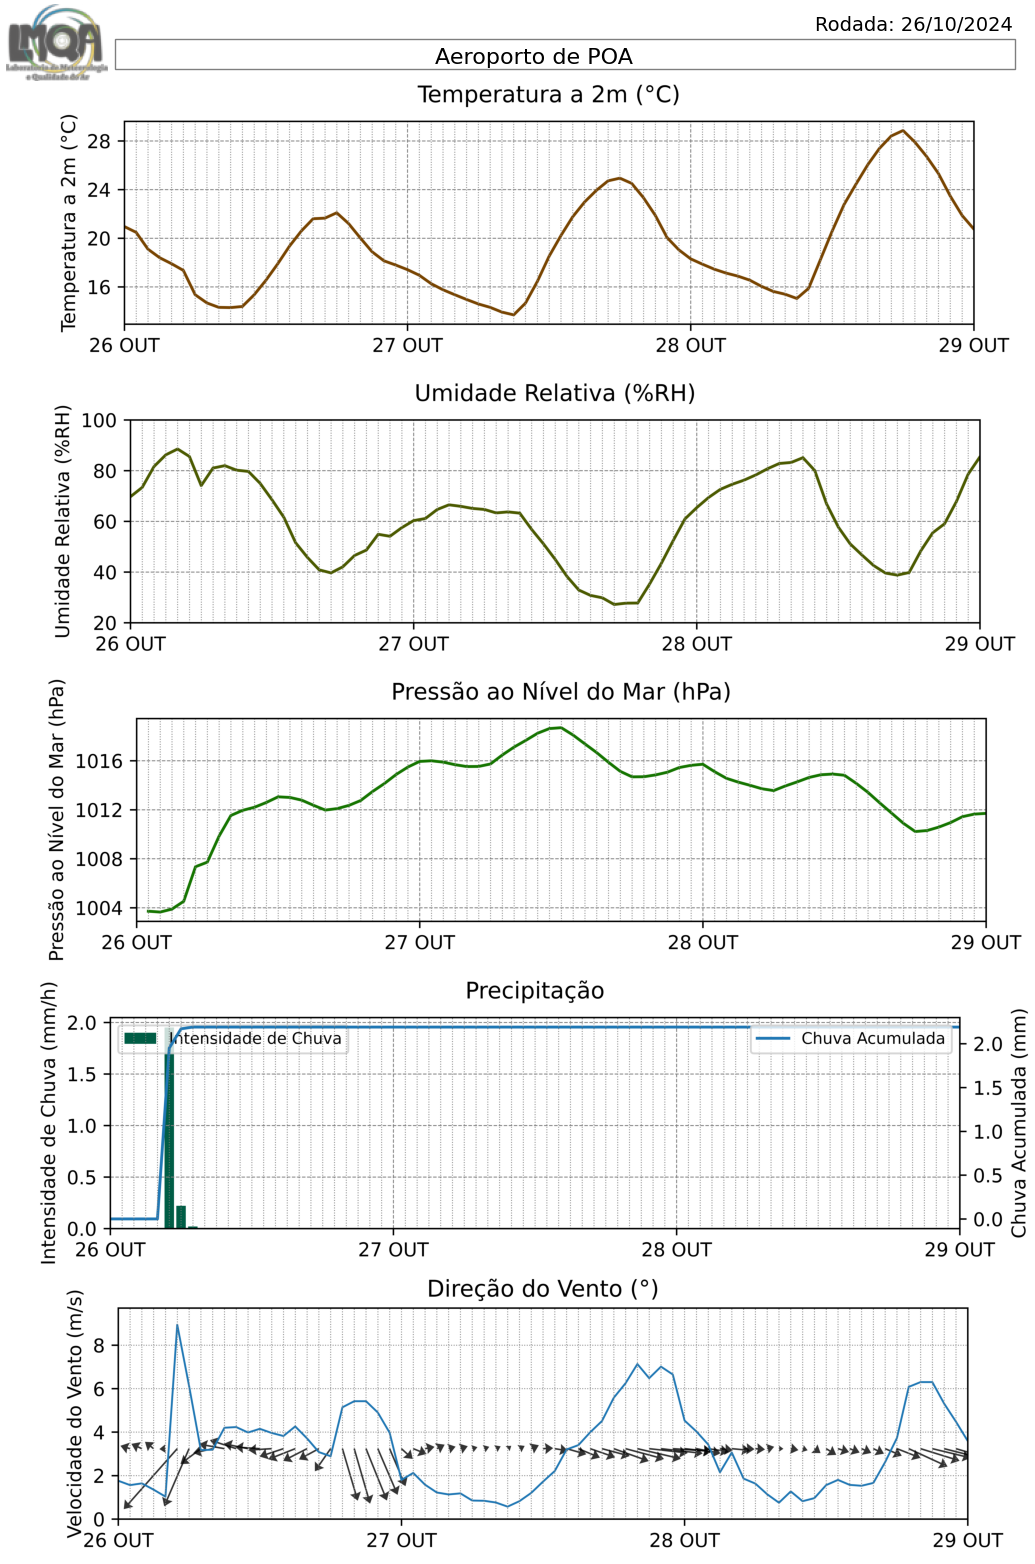 Rodada: 26/10/2024
LMQA
Laboratório de Meteorologia
e Qualidade do Ar
Aeroporto de POA
Temperatura a 2m (°C)
Temperatura a 2m (°C)
28
24
20
16
26 OUT 27 OUT 28 OUT 29 OUT
Umidade Relativa (%RH)
Umidade Relativa (%RH)
100
80
60
40
20
26 OUT 27 OUT 28 OUT 29 OUT
Pressão ao Nível do Mar (hPa)
Pressão ao Nível do Mar (hPa)
1016
1012
1008
1004
26 OUT 27 OUT 28 OUT 29 OUT
Precipitação
Intensidade de Chuva (mm/h)
2.0
1.5
1.0
0.5
0.0
Intensidade de Chuva
Chuva Acumulada
2.0
1.5
1.0
0.5
0.0
Chuva Acumulada (mm)
26 OUT 27 OUT 28 OUT 29 OUT
Direção do Vento (°)
Velocidade do Vento (m/s)
8
6
4
2
0
26 OUT 27 OUT 28 OUT 29 OUT